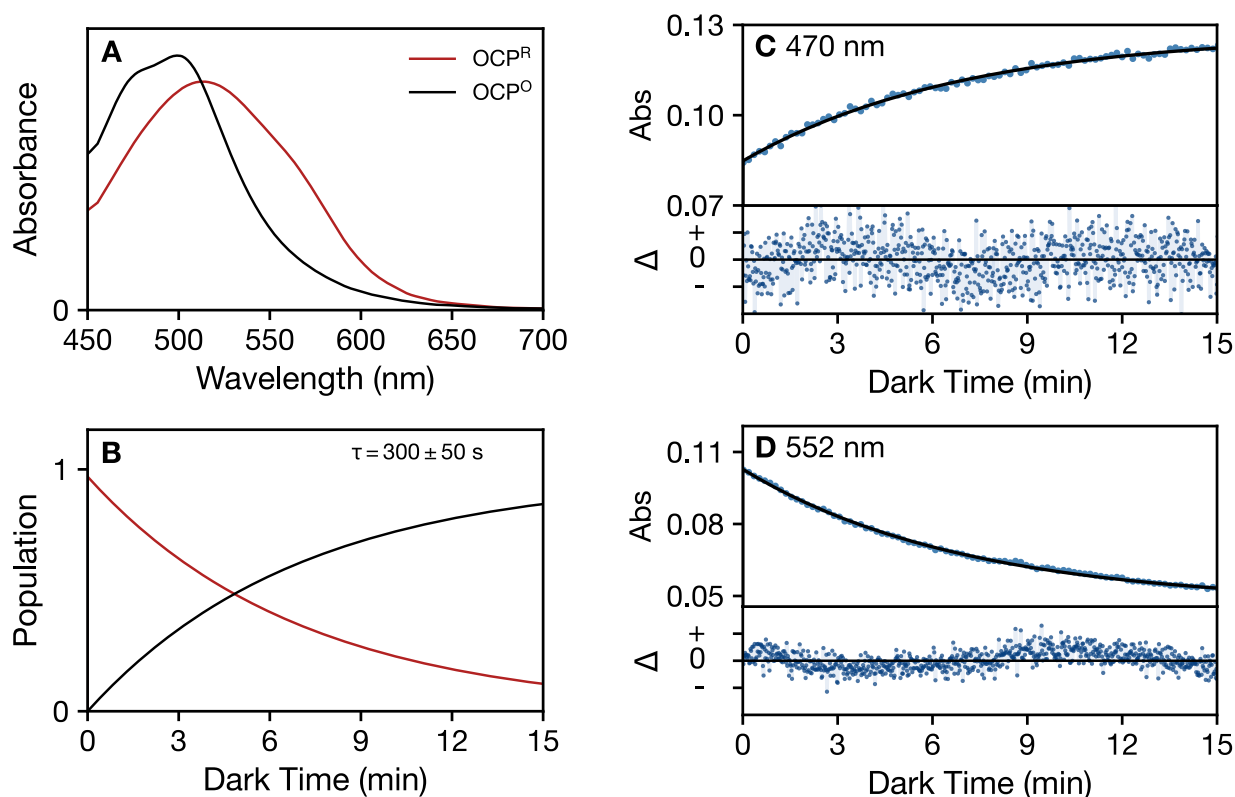 A
OCPᴿ
OCPᴼ
Absorbance
0
450 500 550 600 650 700
Wavelength (nm)
B
τ = 300 ± 50 s
1
Population
0
0 3 6 9 12 15
Dark Time (min)
C 470 nm
0.13
Abs
0.10
0.07
+
Δ 0
-
0 3 6 9 12 15
Dark Time (min)
D 552 nm
0.11
Abs
0.08
0.05
+
Δ 0
-
0 3 6 9 12 15
Dark Time (min)